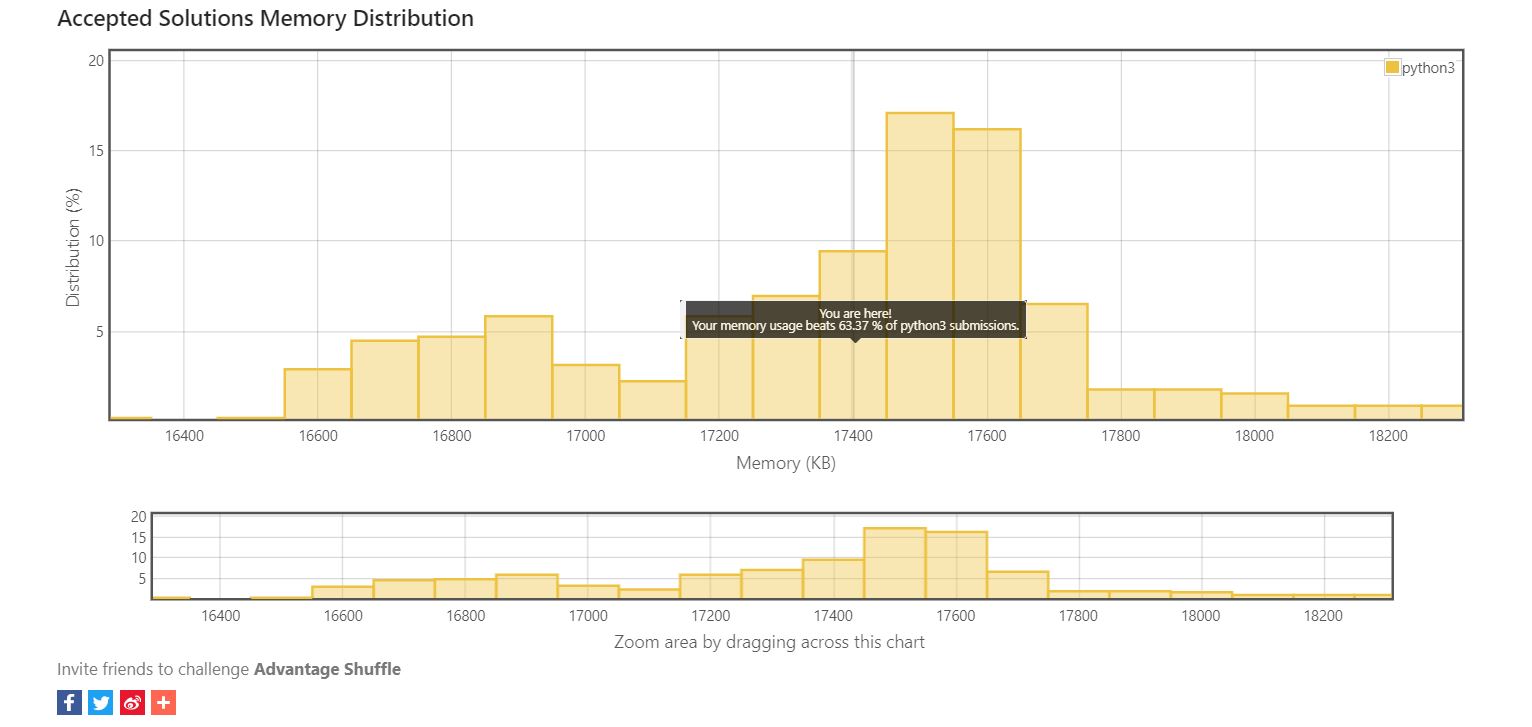 Accepted Solutions Memory Distribution
20
15
10
5
Distribution (%)
python3
You are here!
Your memory usage beats 63.37 % of python3 submissions.
16400 16600 16800 17000 17200 17400 17600 17800 18000 18200
Memory (KB)
20
15
10
5
16400 16600 16800 17000 17200 17400 17600 17800 18000 18200
Zoom area by dragging across this chart
Invite friends to challenge Advantage Shuffle